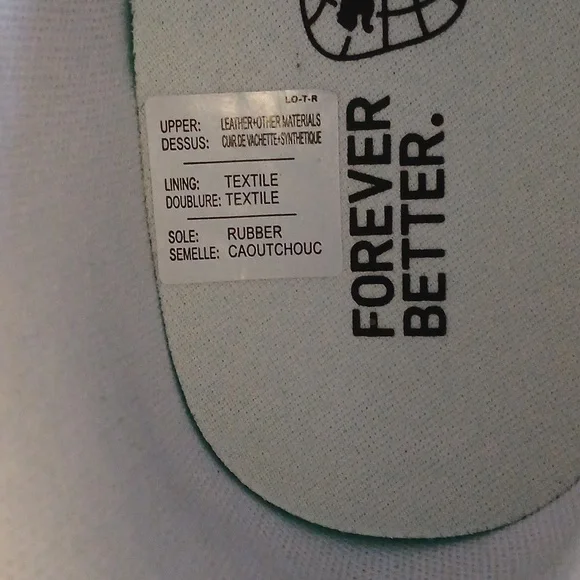 LO-T-R
UPPER: LEATHER+OTHER MATERIALS
DESSUS: CUIR DE VACHETTE+SYNTHETIQUE
LINING: TEXTILE
DOUBLURE: TEXTILE
SOLE: RUBBER
SEMELLE: CAOUTCHOUC
FOREVER
BETTER.